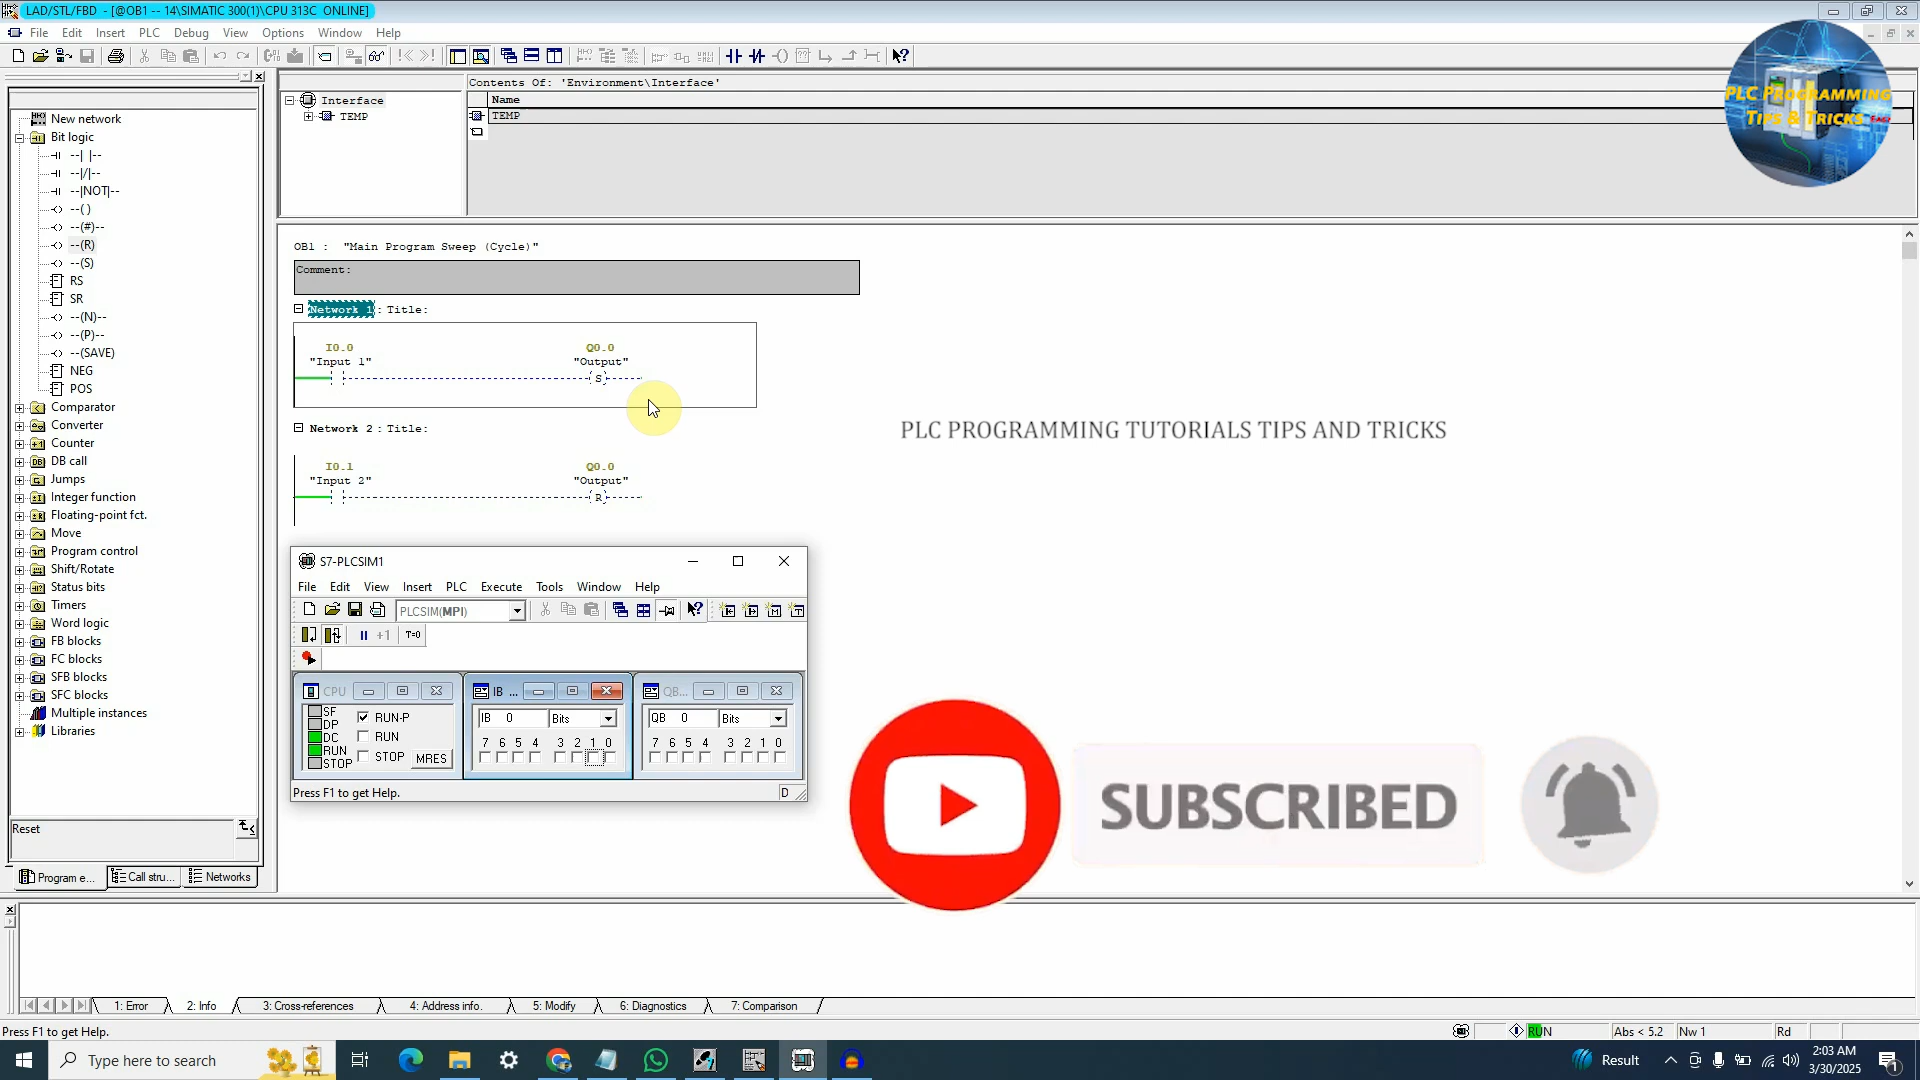 LAD/STL/FBD - [@OB1 -- 14\SIMATIC 300(1)\CPU 313C ONLINE]
File Edit Insert PLC Debug View Options Window Help
PLC PROGRAMMING
TIPS & TRICKS Easy
New network
Bit logic
--| |--
--|/|--
--|NOT|--
--( )
--(#)--
--(R)
--(S)
RS
SR
--(N)--
--(P)--
--(SAVE)
NEG
POS
Comparator
Converter
Counter
DB call
Jumps
Integer function
Floating-point fct.
Move
Program control
Shift/Rotate
Status bits
Timers
Word logic
FB blocks
FC blocks
SFB blocks
SFC blocks
Multiple instances
Libraries
Reset
Program e... Call stru... Networks
Interface
TEMP
Contents Of: 'Environment\Interface'
Name
TEMP
OB1 : "Main Program Sweep (Cycle)"
Comment:
Network 1: Title:
I0.0 Q0.0
"Input 1" "Output"
S
Network 2: Title:
I0.1 Q0.0
"Input 2" "Output"
R
PLC PROGRAMMING TUTORIALS TIPS AND TRICKS
S7-PLCSIM1
File Edit View Insert PLC Execute Tools Window Help
PLCSIM(MPI)
+1 T=0
CPU IB ... QB...
SF
DP
DC
RUN
STOP
RUN-P
RUN
STOP MRES
IB 0 Bits
7 6 5 4 3 2 1 0
QB 0 Bits
7 6 5 4 3 2 1 0
Press F1 to get Help. D
SUBSCRIBED
1: Error 2: Info 3: Cross-references 4: Address info. 5: Modify 6: Diagnostics 7: Comparison
Press F1 to get Help. RUN Abs < 5.2 Nw 1 Rd
Type here to search Result 2:03 AM
3/30/2025
1